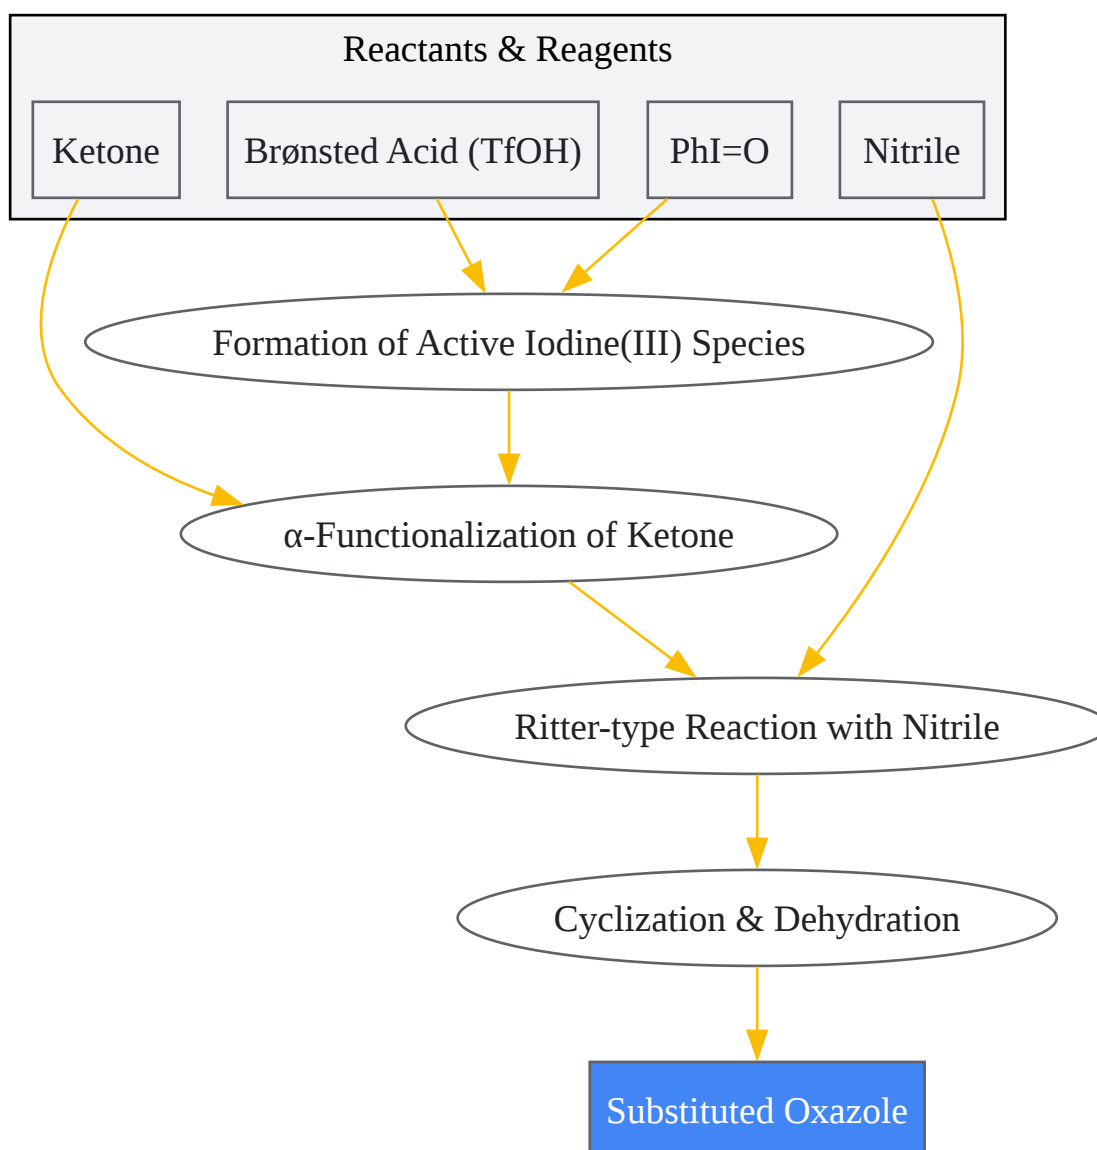 Reactants & Reagents
Ketone
Brønsted Acid (TfOH)
PhI=O
Nitrile
Formation of Active Iodine(III) Species
α-Functionalization of Ketone
Ritter-type Reaction with Nitrile
Cyclization & Dehydration
Substituted Oxazole